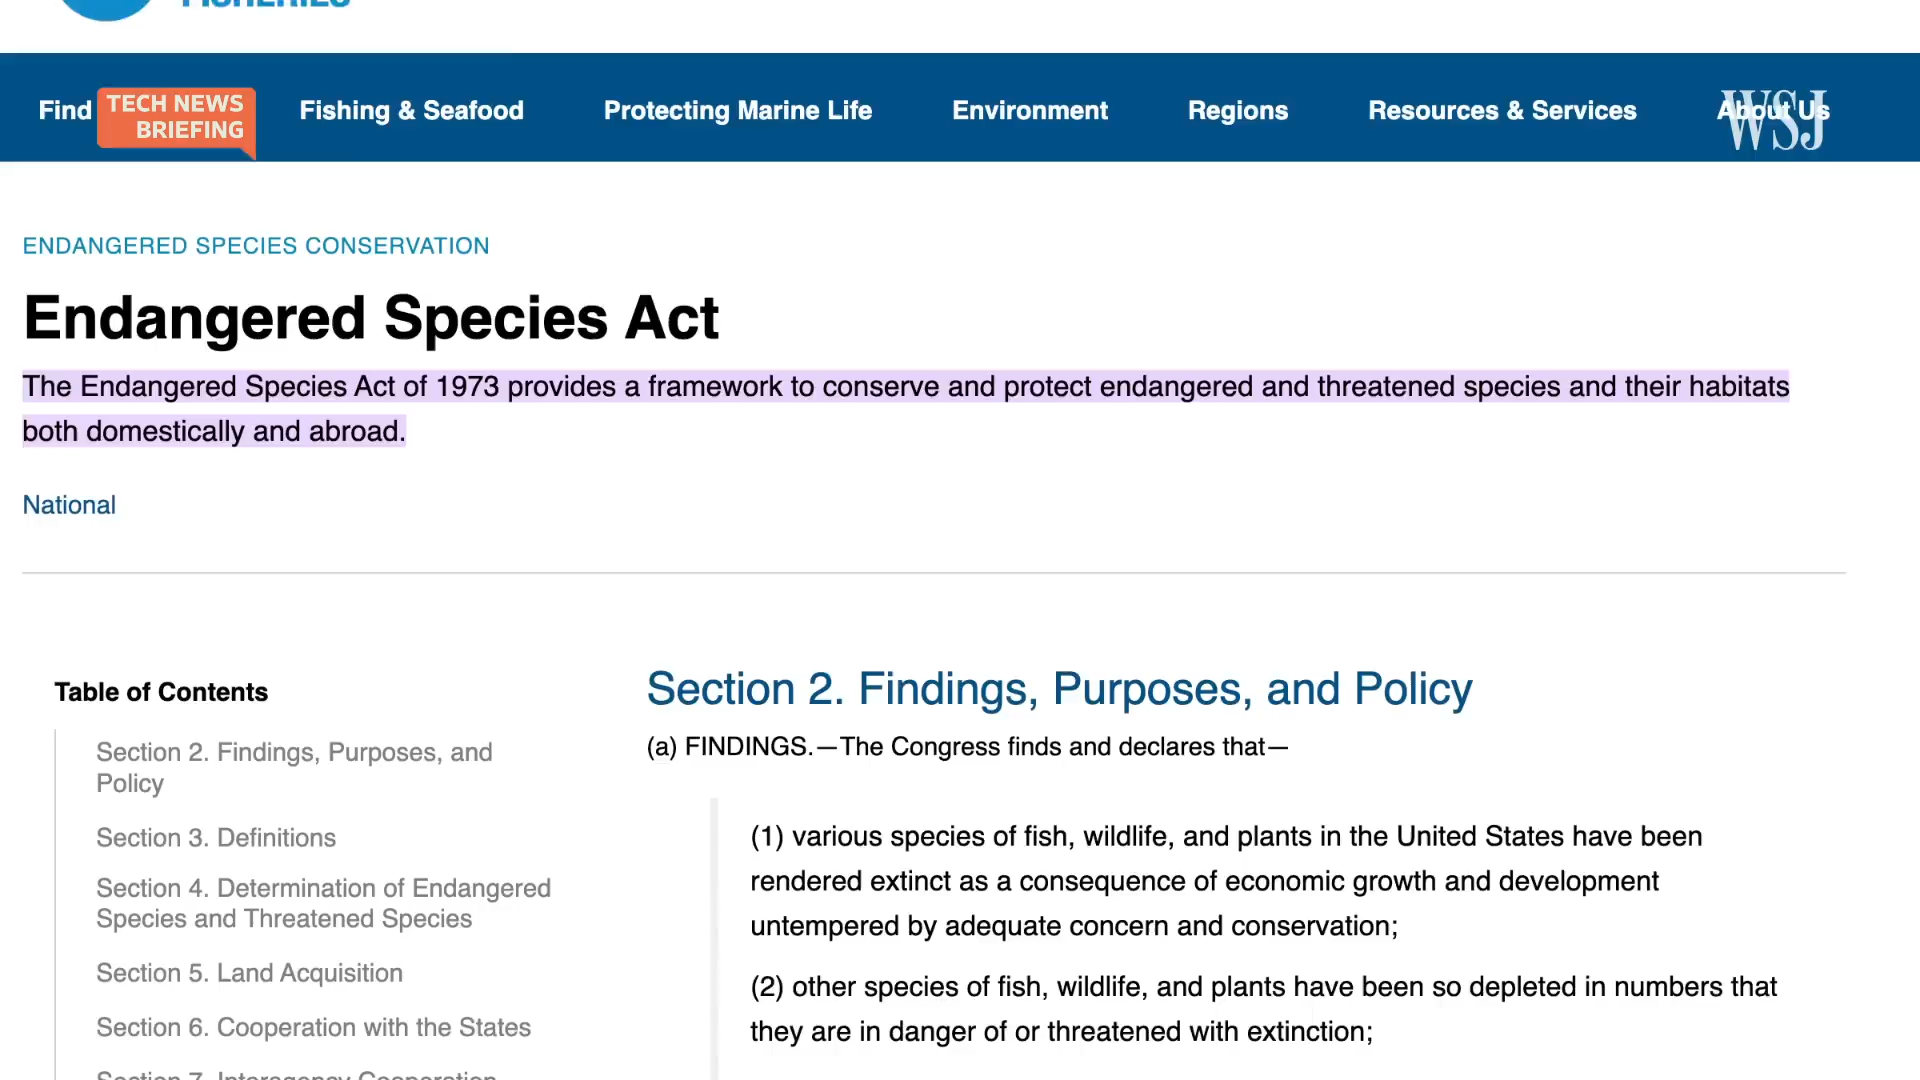 FISHERIES
Find
TECH NEWS
BRIEFING
Fishing & Seafood
Protecting Marine Life
Environment
Regions
Resources & Services
About Us
WSJ
ENDANGERED SPECIES CONSERVATION
Endangered Species Act
The Endangered Species Act of 1973 provides a framework to conserve and protect endangered and threatened species and their habitats
both domestically and abroad.
National
Table of Contents
Section 2. Findings, Purposes, and
Policy
Section 3. Definitions
Section 4. Determination of Endangered
Species and Threatened Species
Section 5. Land Acquisition
Section 6. Cooperation with the States
Section 7. Interagency Cooperation
Section 2. Findings, Purposes, and Policy
(a) FINDINGS.—The Congress finds and declares that—
(1) various species of fish, wildlife, and plants in the United States have been
rendered extinct as a consequence of economic growth and development
untempered by adequate concern and conservation;
(2) other species of fish, wildlife, and plants have been so depleted in numbers that
they are in danger of or threatened with extinction;